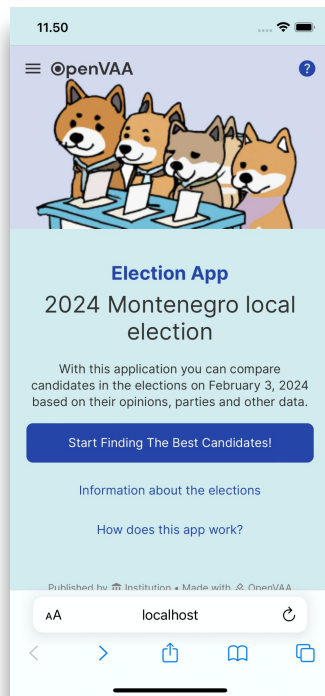 11.50
OpenVAA
?
Election App
2024 Montenegro local
election
With this application you can compare
candidates in the elections on February 3, 2024
based on their opinions, parties and other data.
Start Finding The Best Candidates!
Information about the elections
How does this app work?
Published by Institution • Made with OpenVAA
AA
localhost